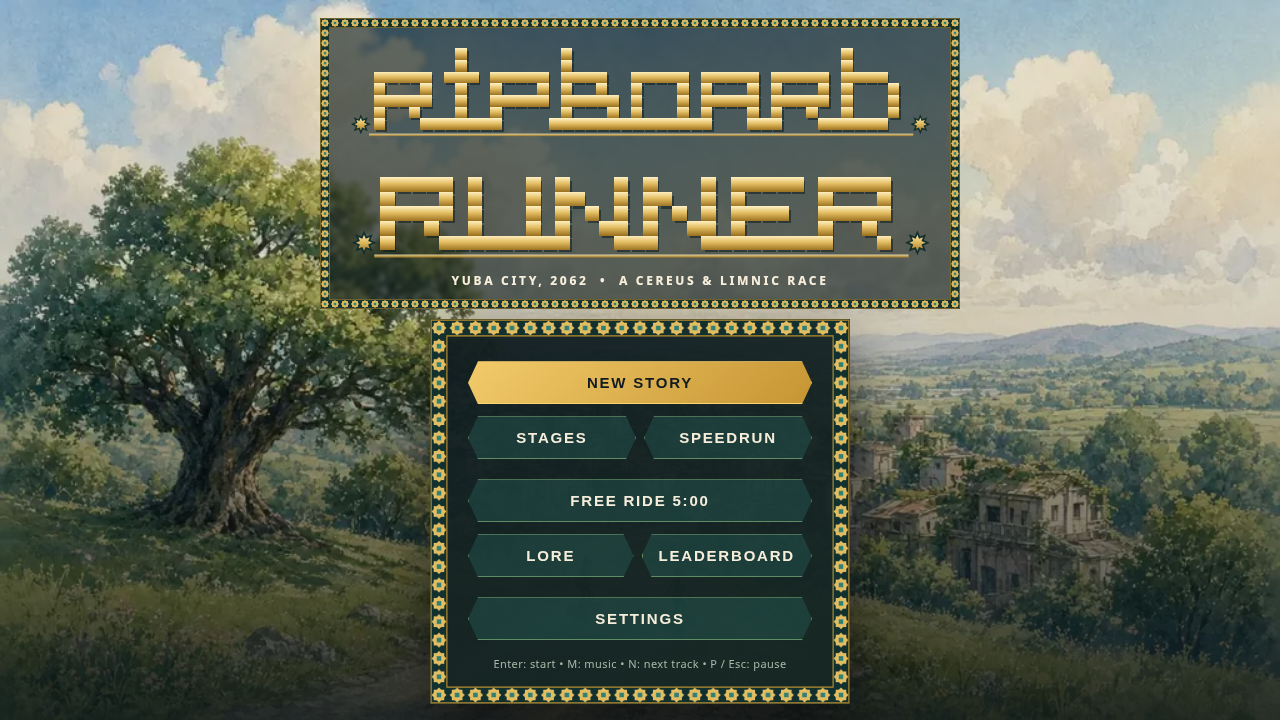 RUNNER
YUBA CITY, 2062 • A CEREUS & LIMNIC RACE
NEW STORY
STAGES
SPEEDRUN
FREE RIDE 5:00
LORE
LEADERBOARD
SETTINGS
Enter: start • M: music • N: next track • P / Esc: pause